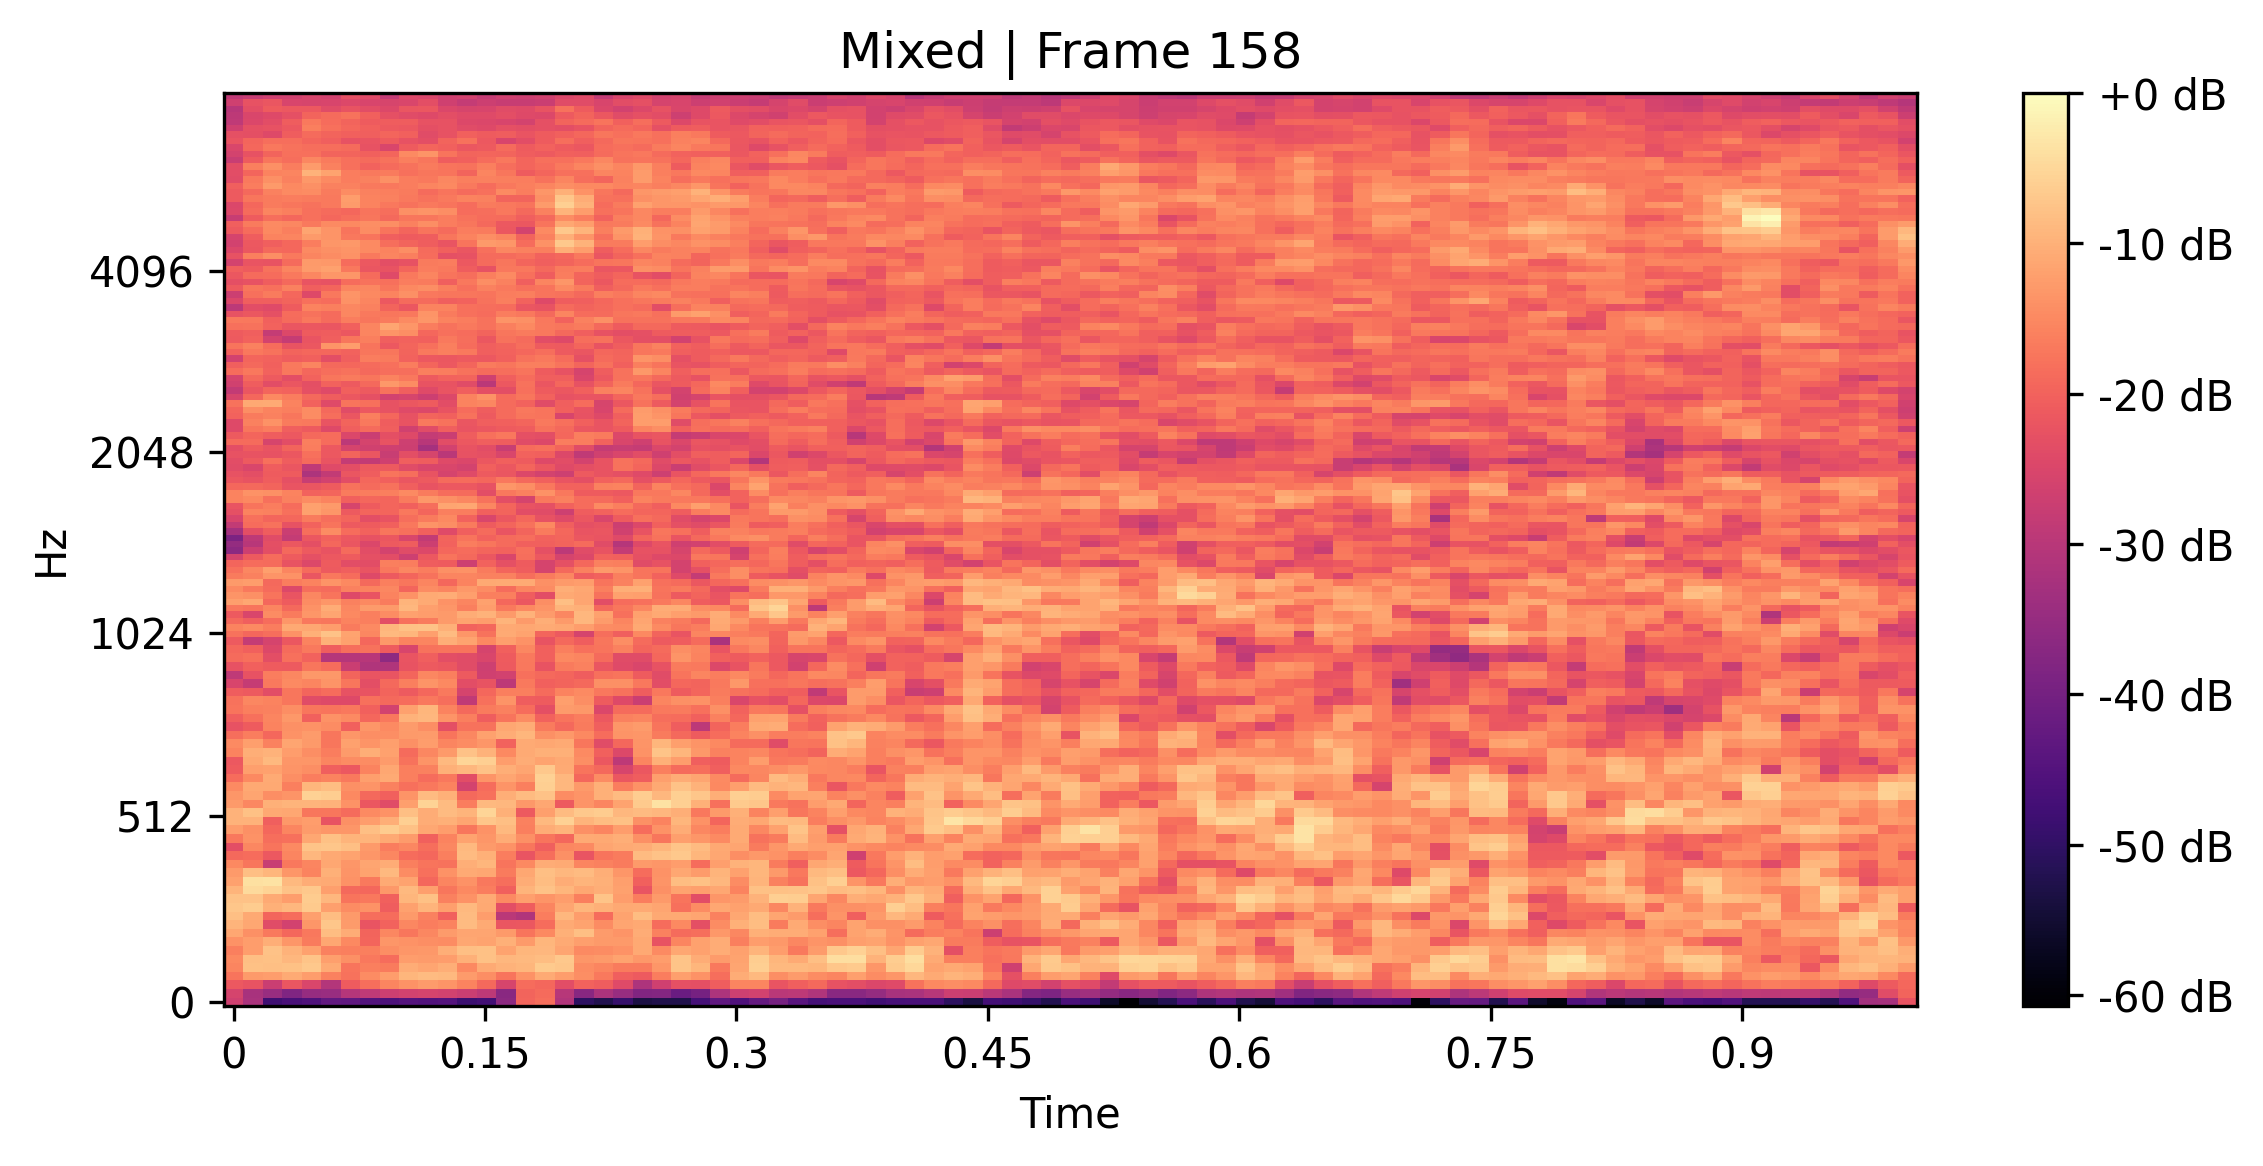 Mixed | Frame 158
+0 dB
-10 dB
-20 dB
-30 dB
-40 dB
-50 dB
-60 dB
Hz
4096
2048
1024
512
0
0 0.15 0.3 0.45 0.6 0.75 0.9
Time